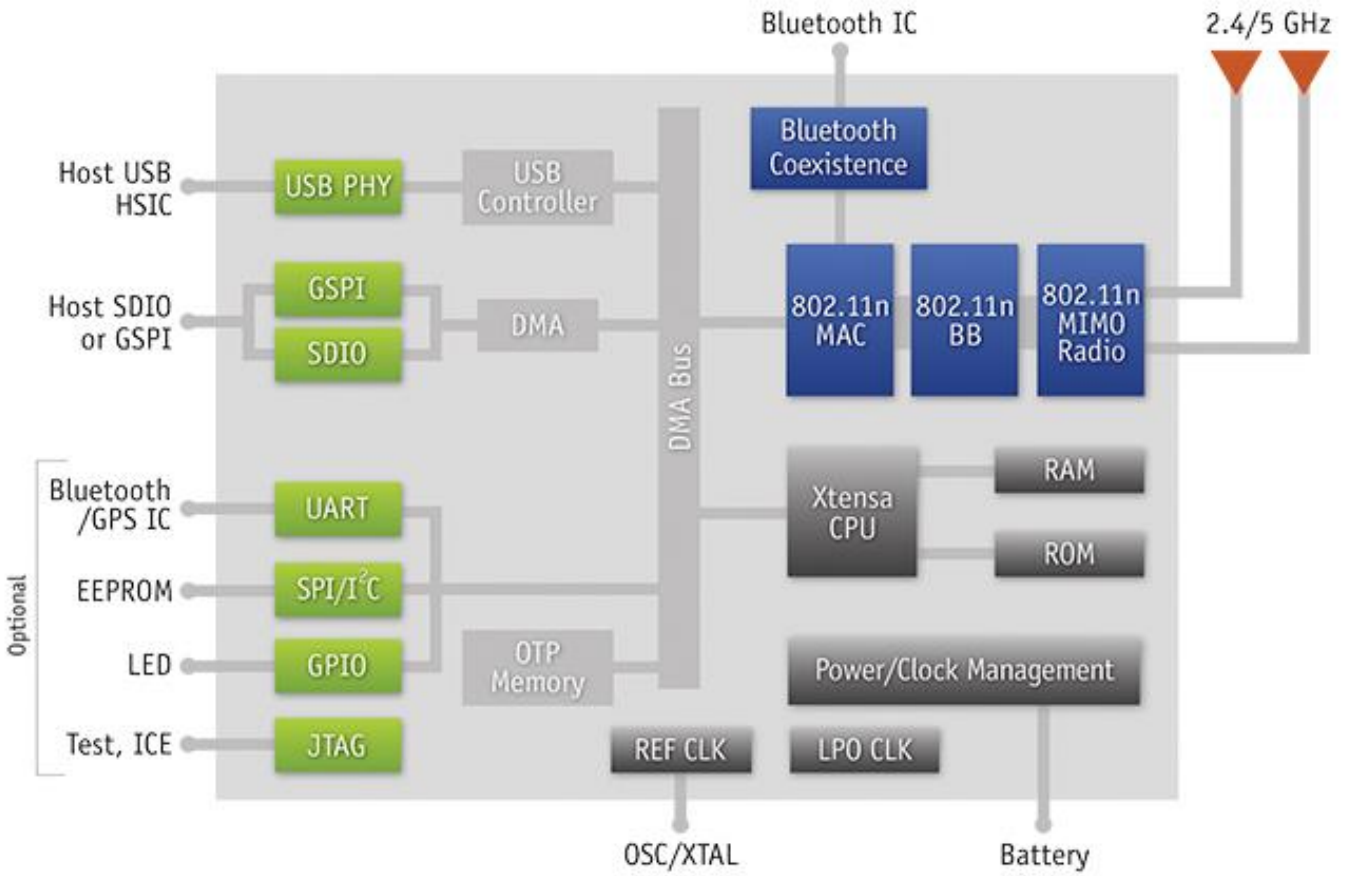 Bluetooth IC
2.4/5 GHz
Bluetooth
Coexistence
Host USB
HSIC
USB PHY
USB
Controller
Host SDIO
or GSPI
GSPI
SDIO
DMA
DMA Bus
802.11n
MAC
802.11n
BB
802.11n
MIMO
Radio
Optional
Bluetooth
/GPS IC
UART
EEPROM
SPI/I²C
LED
GPIO
Test, ICE
JTAG
OTP
Memory
Xtensa
CPU
RAM
ROM
Power/Clock Management
REF CLK
LPO CLK
OSC/XTAL
Battery